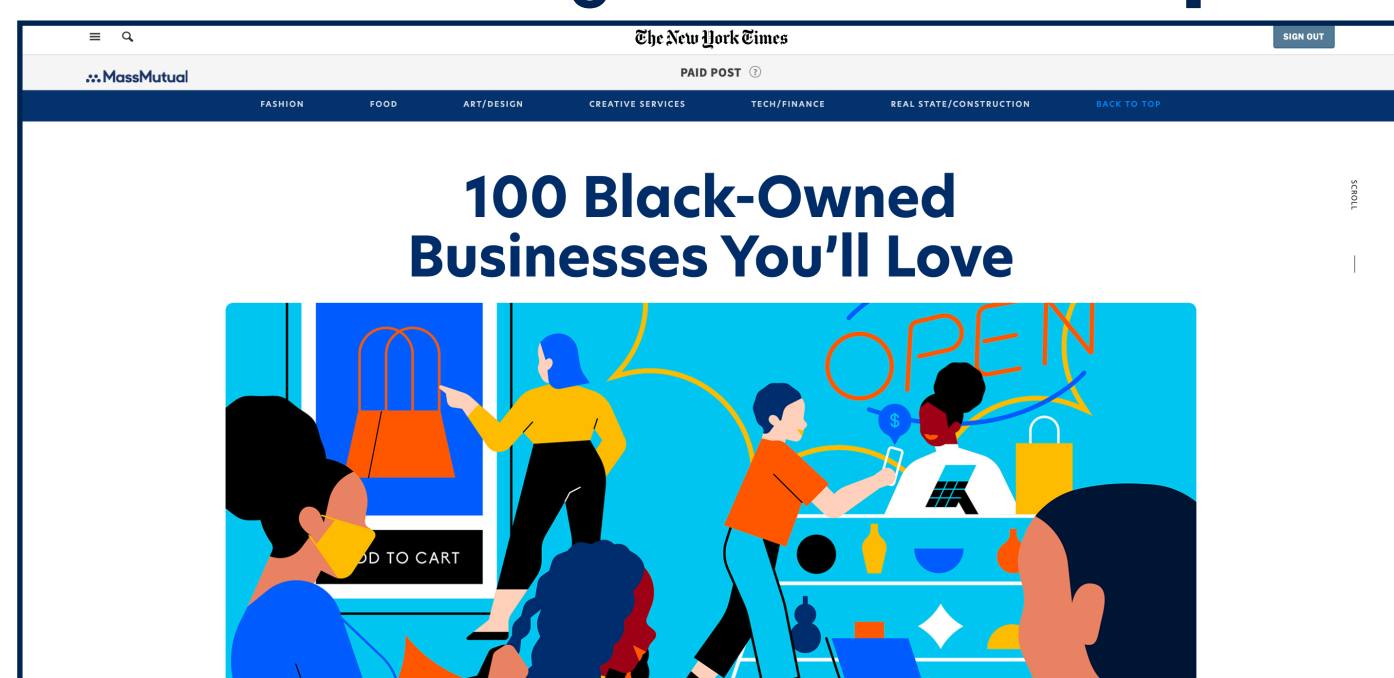 The New York Times
SIGN OUT
MassMutual
PAID POST ?
FASHION FOOD ART/DESIGN CREATIVE SERVICES TECH/FINANCE REAL STATE/CONSTRUCTION BACK TO TOP
100 Black-Owned
Businesses You'll Love
SCROLL
OPEN
$
DD TO CART